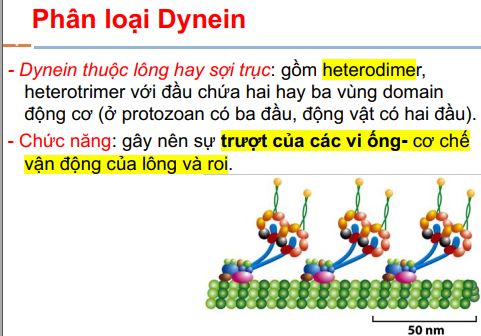 Phân loại Dynein
- Dynein thuộc lông hay sợi trục: gồm heterodimer,
heterotrimer với đầu chứa hai hay ba vùng domain
động cơ (ở protozoan có ba đầu, động vật có hai đầu).
- Chức năng: gây nên sự trượt của các vi ống- cơ chế
vận động của lông và roi.
50 nm